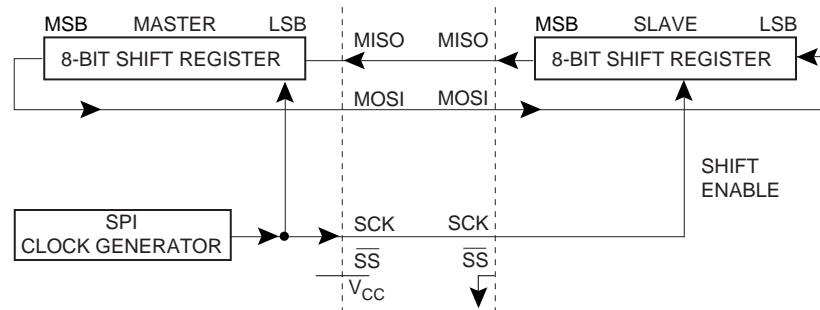 MSB MASTER LSB
8-BIT SHIFT REGISTER
MISO MISO
MSB SLAVE LSB
8-BIT SHIFT REGISTER
MOSI MOSI
SHIFT
ENABLE
SPI
CLOCK GENERATOR
SCK SCK
SS SS
VCC